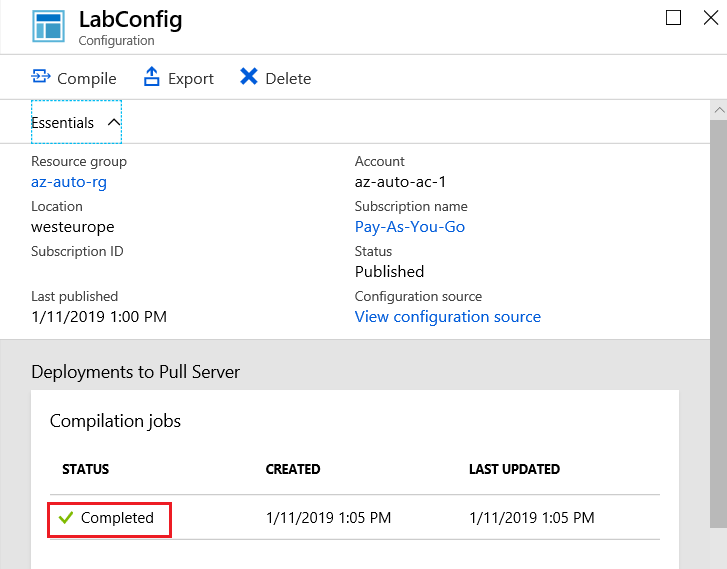 LabConfig
Configuration
Compile Export Delete
Essentials
Resource group Account
az-auto-rg az-auto-ac-1
Location Subscription name
westeurope Pay-As-You-Go
Subscription ID Status
Published
Last published Configuration source
1/11/2019 1:00 PM View configuration source
Deployments to Pull Server
Compilation jobs
STATUS CREATED LAST UPDATED
Completed 1/11/2019 1:05 PM 1/11/2019 1:05 PM